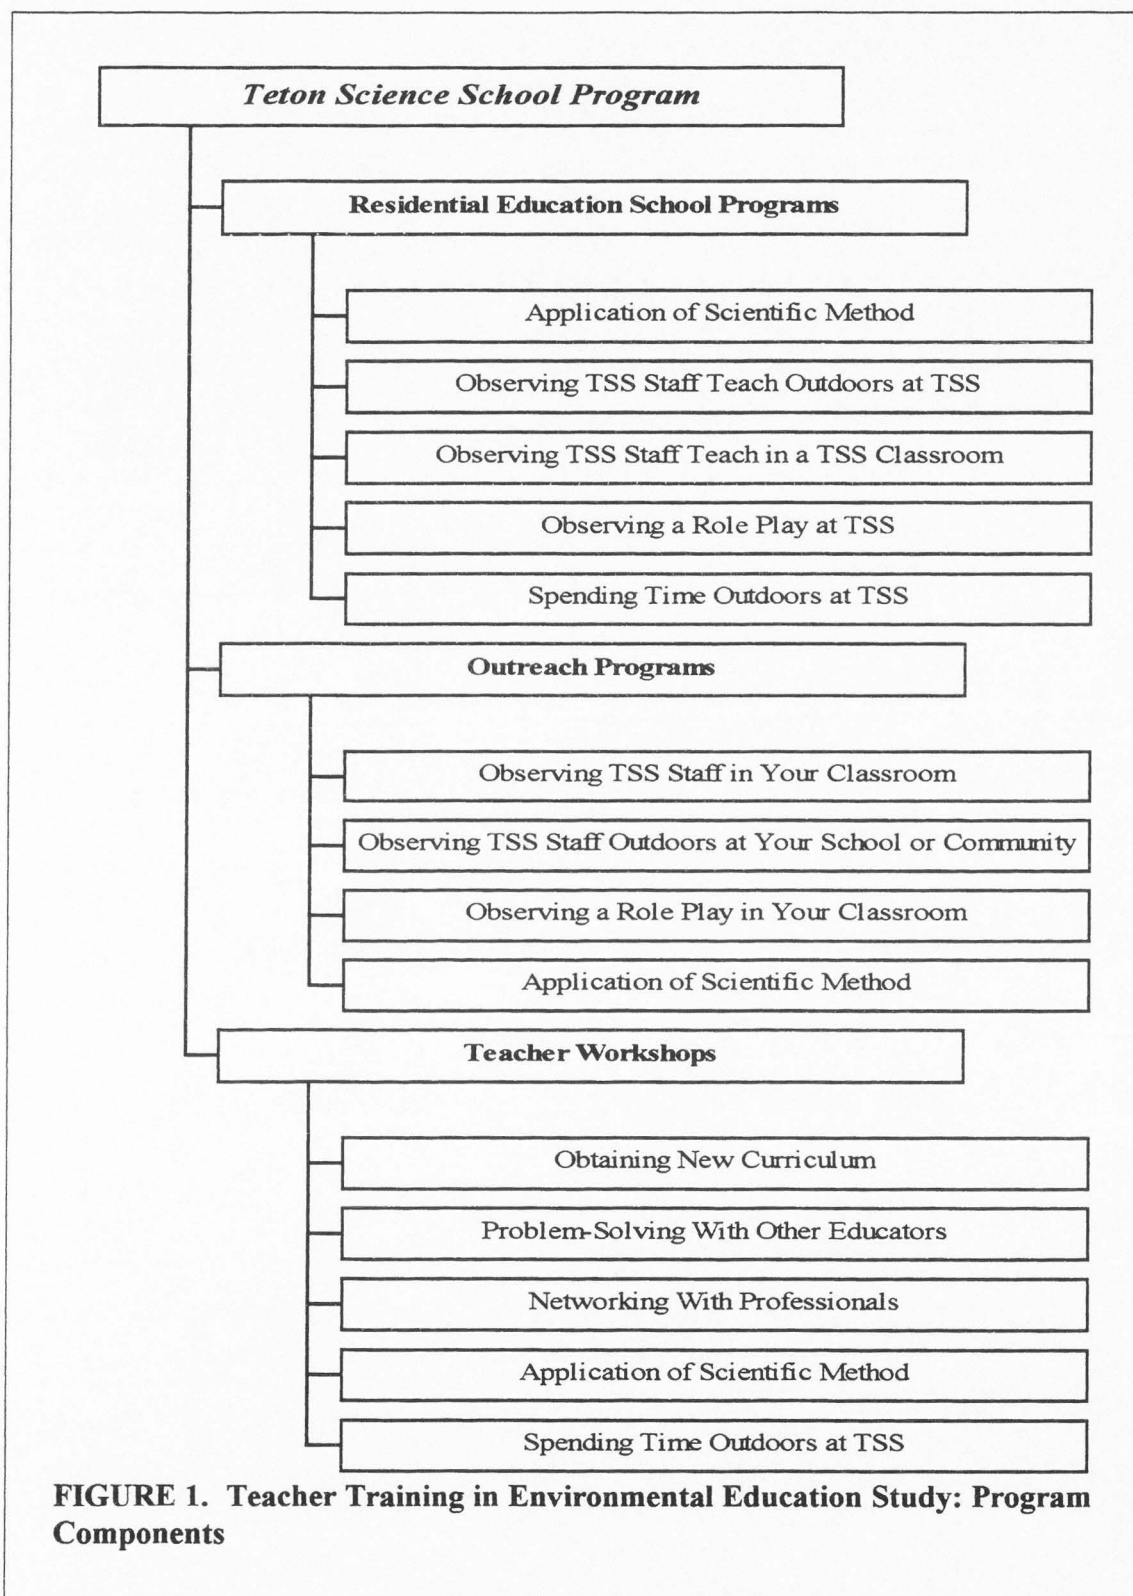 Teton Science School Program
Residential Education School Programs
Application of Scientific Method
Observing TSS Staff Teach Outdoors at TSS
Observing TSS Staff Teach in a TSS Classroom
Observing a Role Play at TSS
Spending Time Outdoors at TSS
Outreach Programs
Observing TSS Staff in Your Classroom
Observing TSS Staff Outdoors at Your School or Community
Observing a Role Play in Your Classroom
Application of Scientific Method
Teacher Workshops
Obtaining New Curriculum
Problem-Solving With Other Educators
Networking With Professionals
Application of Scientific Method
Spending Time Outdoors at TSS
FIGURE 1. Teacher Training in Environmental Education Study: Program
Components